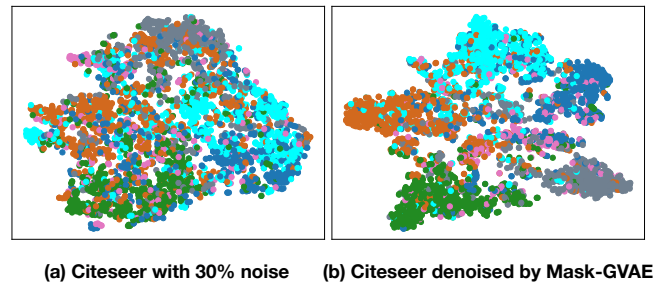 (a) Citeseer with 30% noise
(b) Citeseer denoised by Mask-GVAE